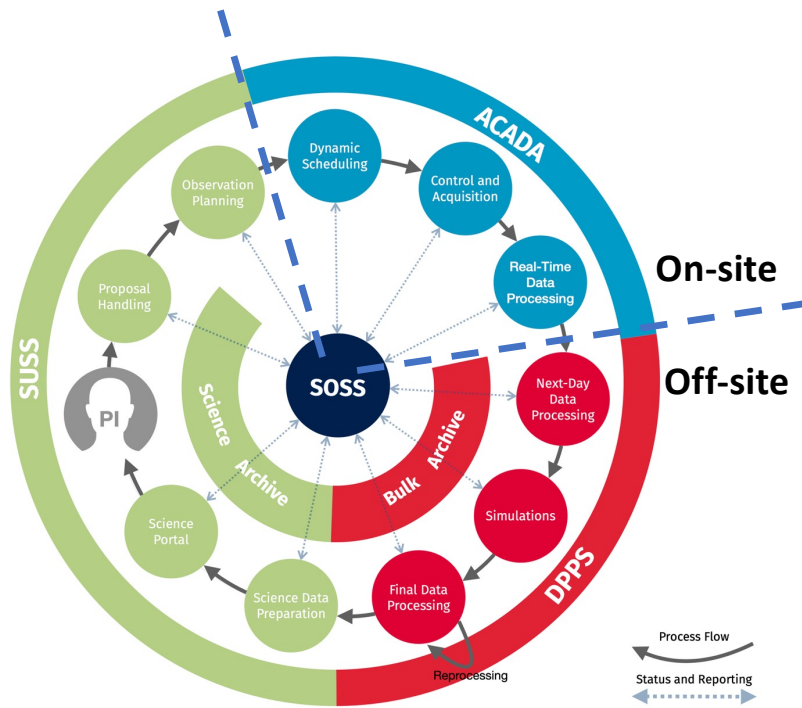 ACADA
Dynamic
Scheduling
Control and
Acquisition
Observation
Planning
Real-Time
Data
Processing
On-site
Proposal
Handling
SUSS
SOSS
Off-site
Next-Day
Data
Processing
PI
Science
Archive
Bulk
Archive
Simulations
Science
Portal
DPPS
Final Data
Processing
Science Data
Preparation
Reprocessing
Process Flow
Status and Reporting